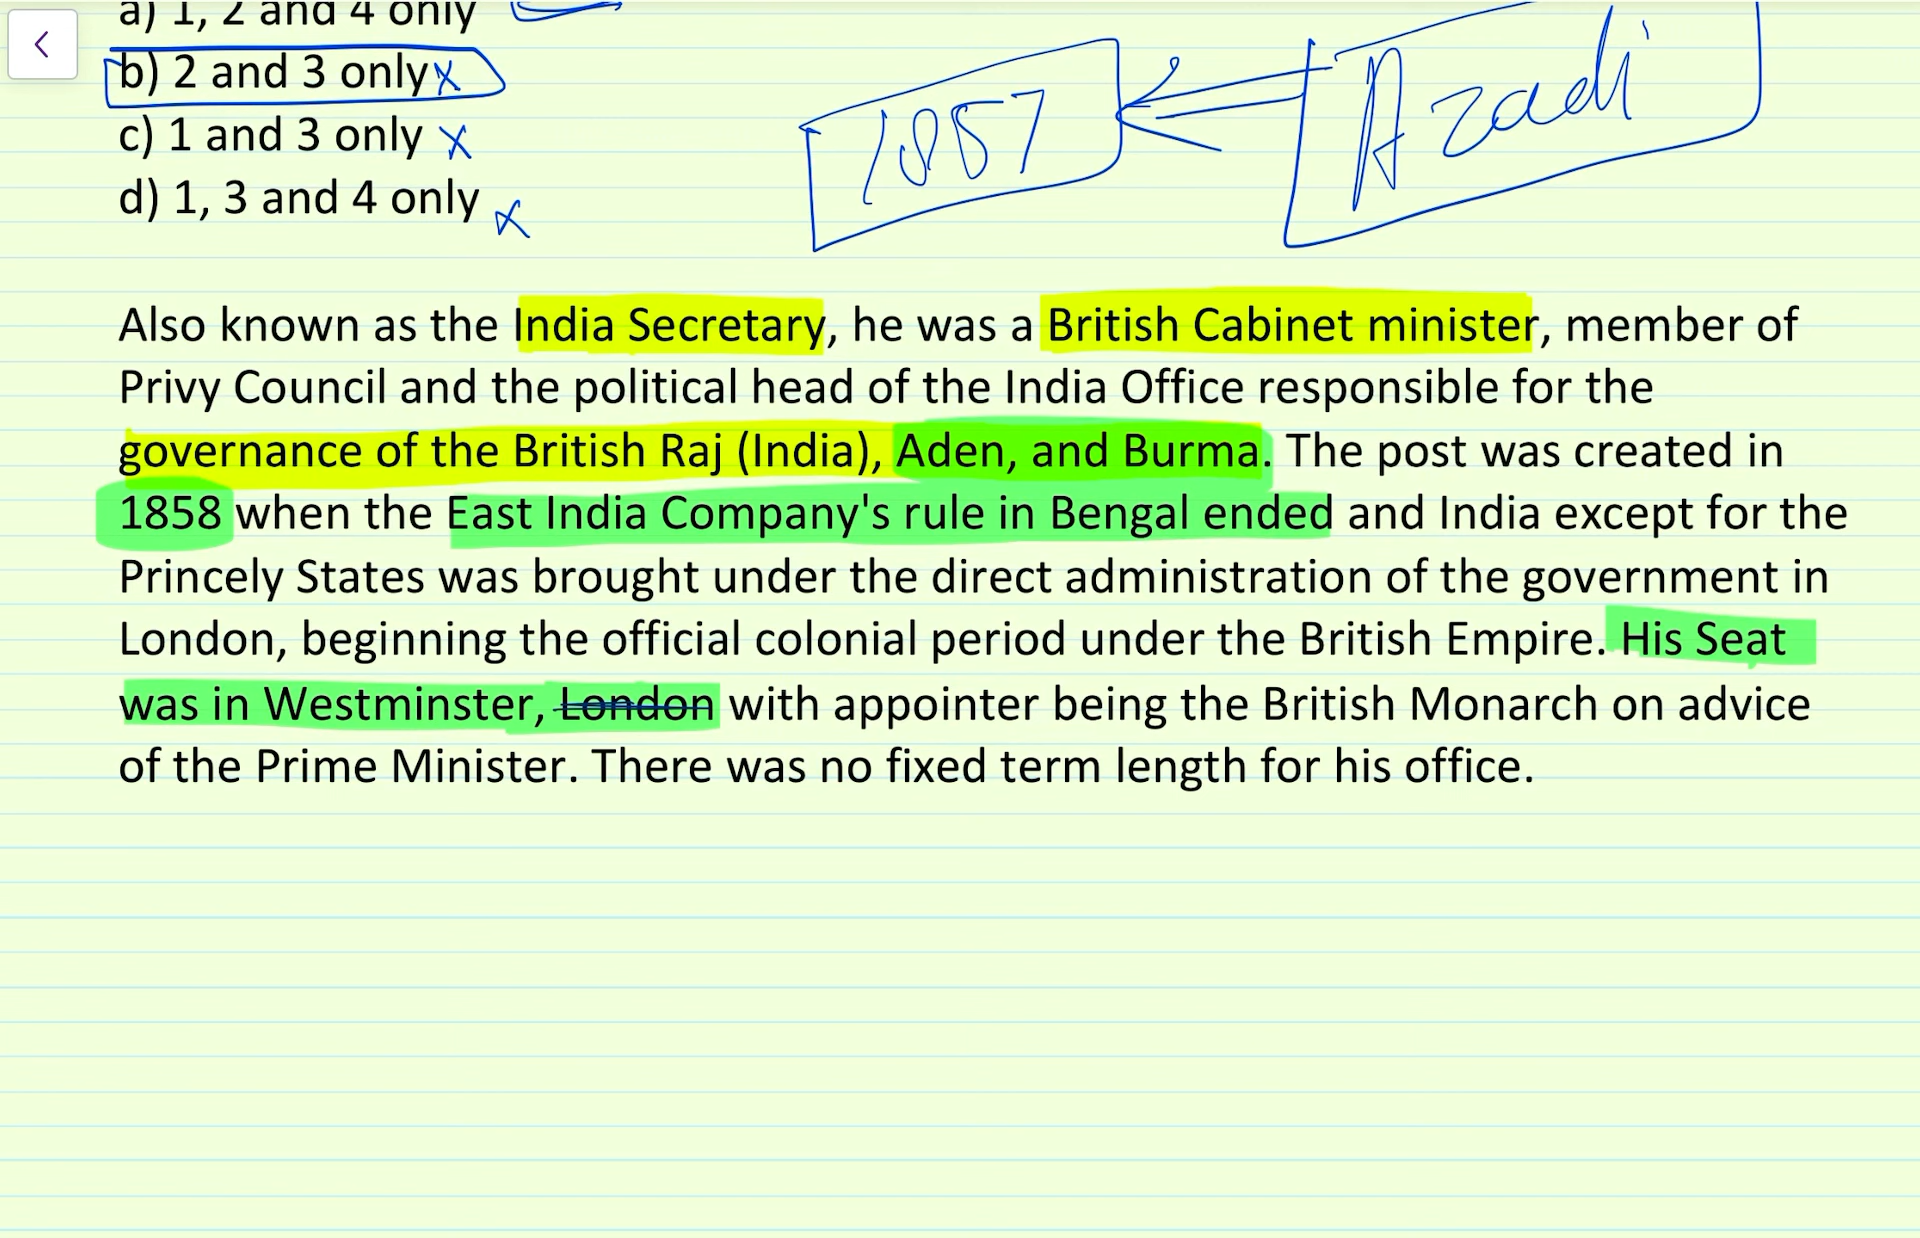 a) 1, 2 and 4 only
b) 2 and 3 only x
c) 1 and 3 only x
d) 1, 3 and 4 only x
1857
Azadi
Also known as the India Secretary, he was a British Cabinet minister, member of
Privy Council and the political head of the India Office responsible for the
governance of the British Raj (India), Aden, and Burma. The post was created in
1858 when the East India Company's rule in Bengal ended and India except for the
Princely States was brought under the direct administration of the government in
London, beginning the official colonial period under the British Empire. His Seat
was in Westminster, London with appointer being the British Monarch on advice
of the Prime Minister. There was no fixed term length for his office.